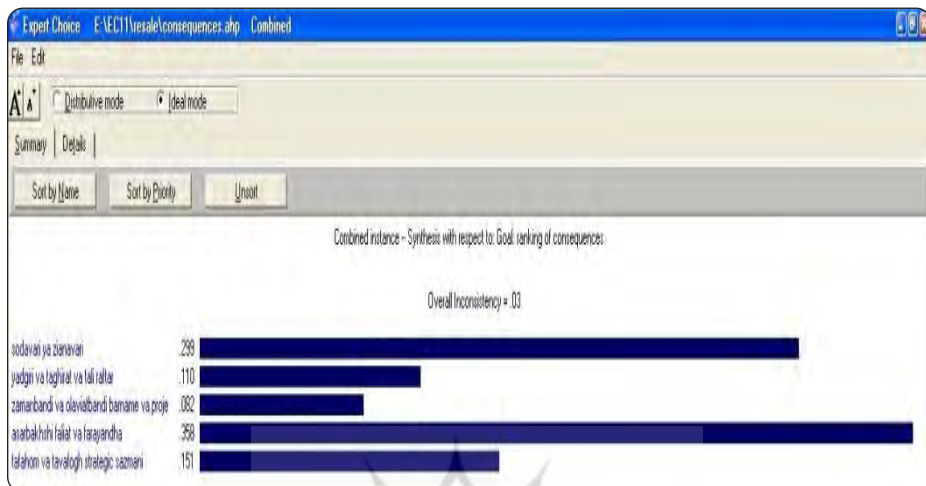 Expert Choice E:\EC11\resale\consequences.ahp Combined
File Edit
A A Distributive mode Ideal mode
Summary Details
Sort by Name Sort by Priority Unsort
Combined instance -- Synthesis with respect to: Goal: ranking of consequences
Overall Inconsistency = .03
sodavari ya zianavari .299
yadgiri va taghirat va tali raftar .110
zamanbandi va olaviatbandi barname va proje .082
asarbakhshi faliat va farayandha .358
tafahom va tavafogh strategic sazmani .151